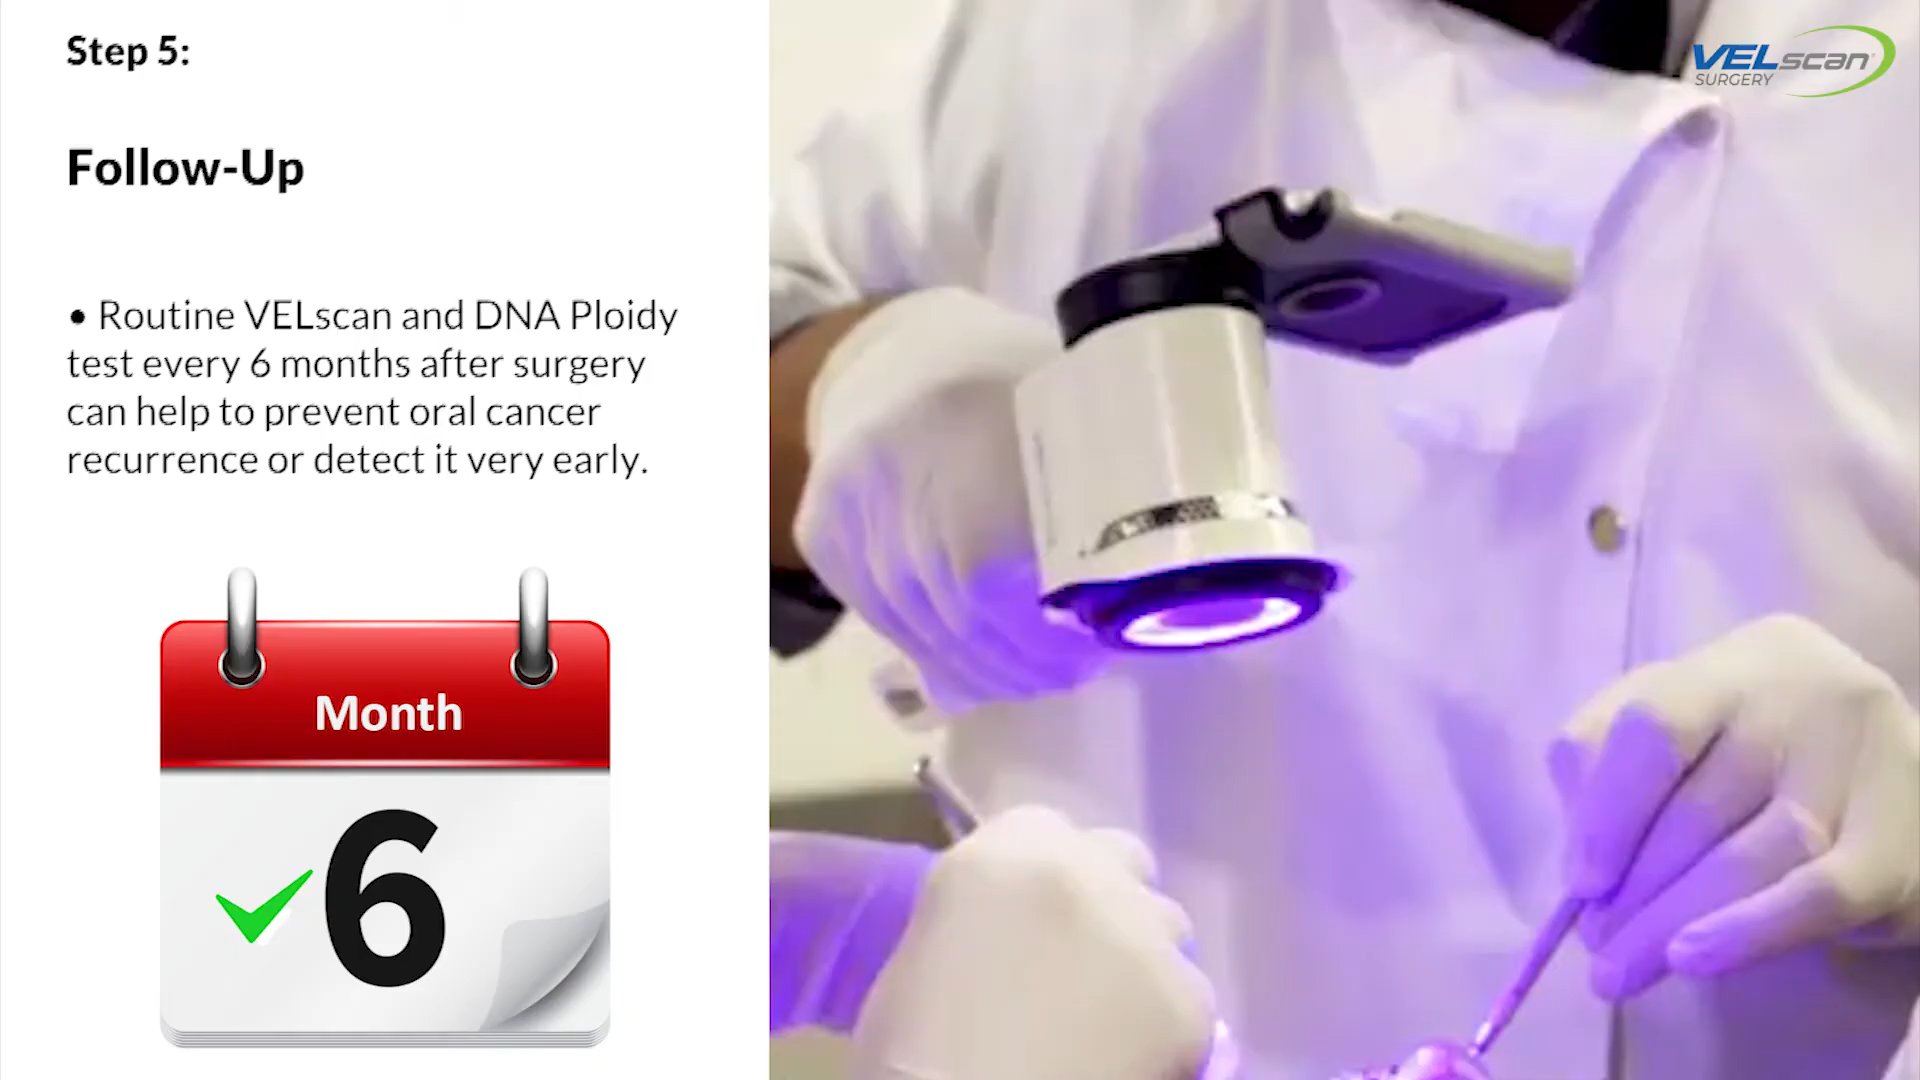 Step 5:
VELscan
SURGERY
Follow-Up
• Routine VELscan and DNA Ploidy
test every 6 months after surgery
can help to prevent oral cancer
recurrence or detect it very early.
Month
6